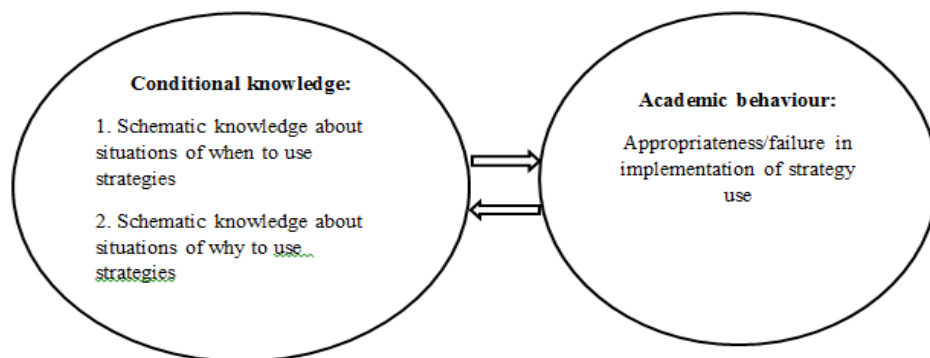 Conditional knowledge:
1. Schematic knowledge about
situations of when to use
strategies
2. Schematic knowledge about
situations of why to use
strategies
Academic behaviour:
Appropriateness/failure in
implementation of strategy
use